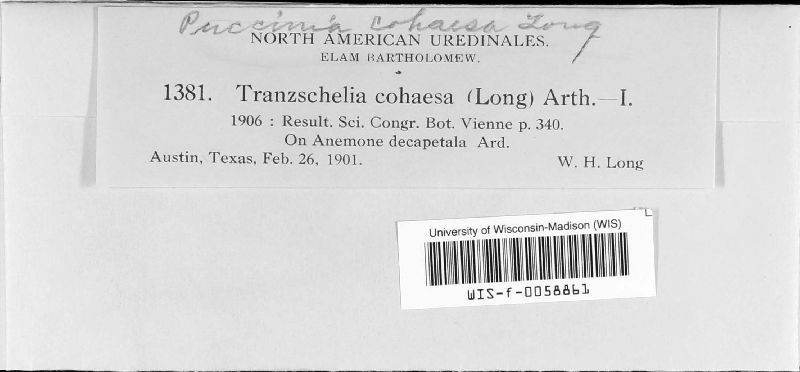 Puccinia cohaesa Long
NORTH AMERICAN UREDINALES.
ELAM BARTHOLOMEW.
1381. Tranzschelia cohaesa (Long) Arth.—I.
1906 : Result. Sci. Congr. Bot. Vienne p. 340.
On Anemone decapetala Ard.
Austin, Texas, Feb. 26, 1901. W. H. Long
University of Wisconsin-Madison (WIS)
WIS-f-0058861